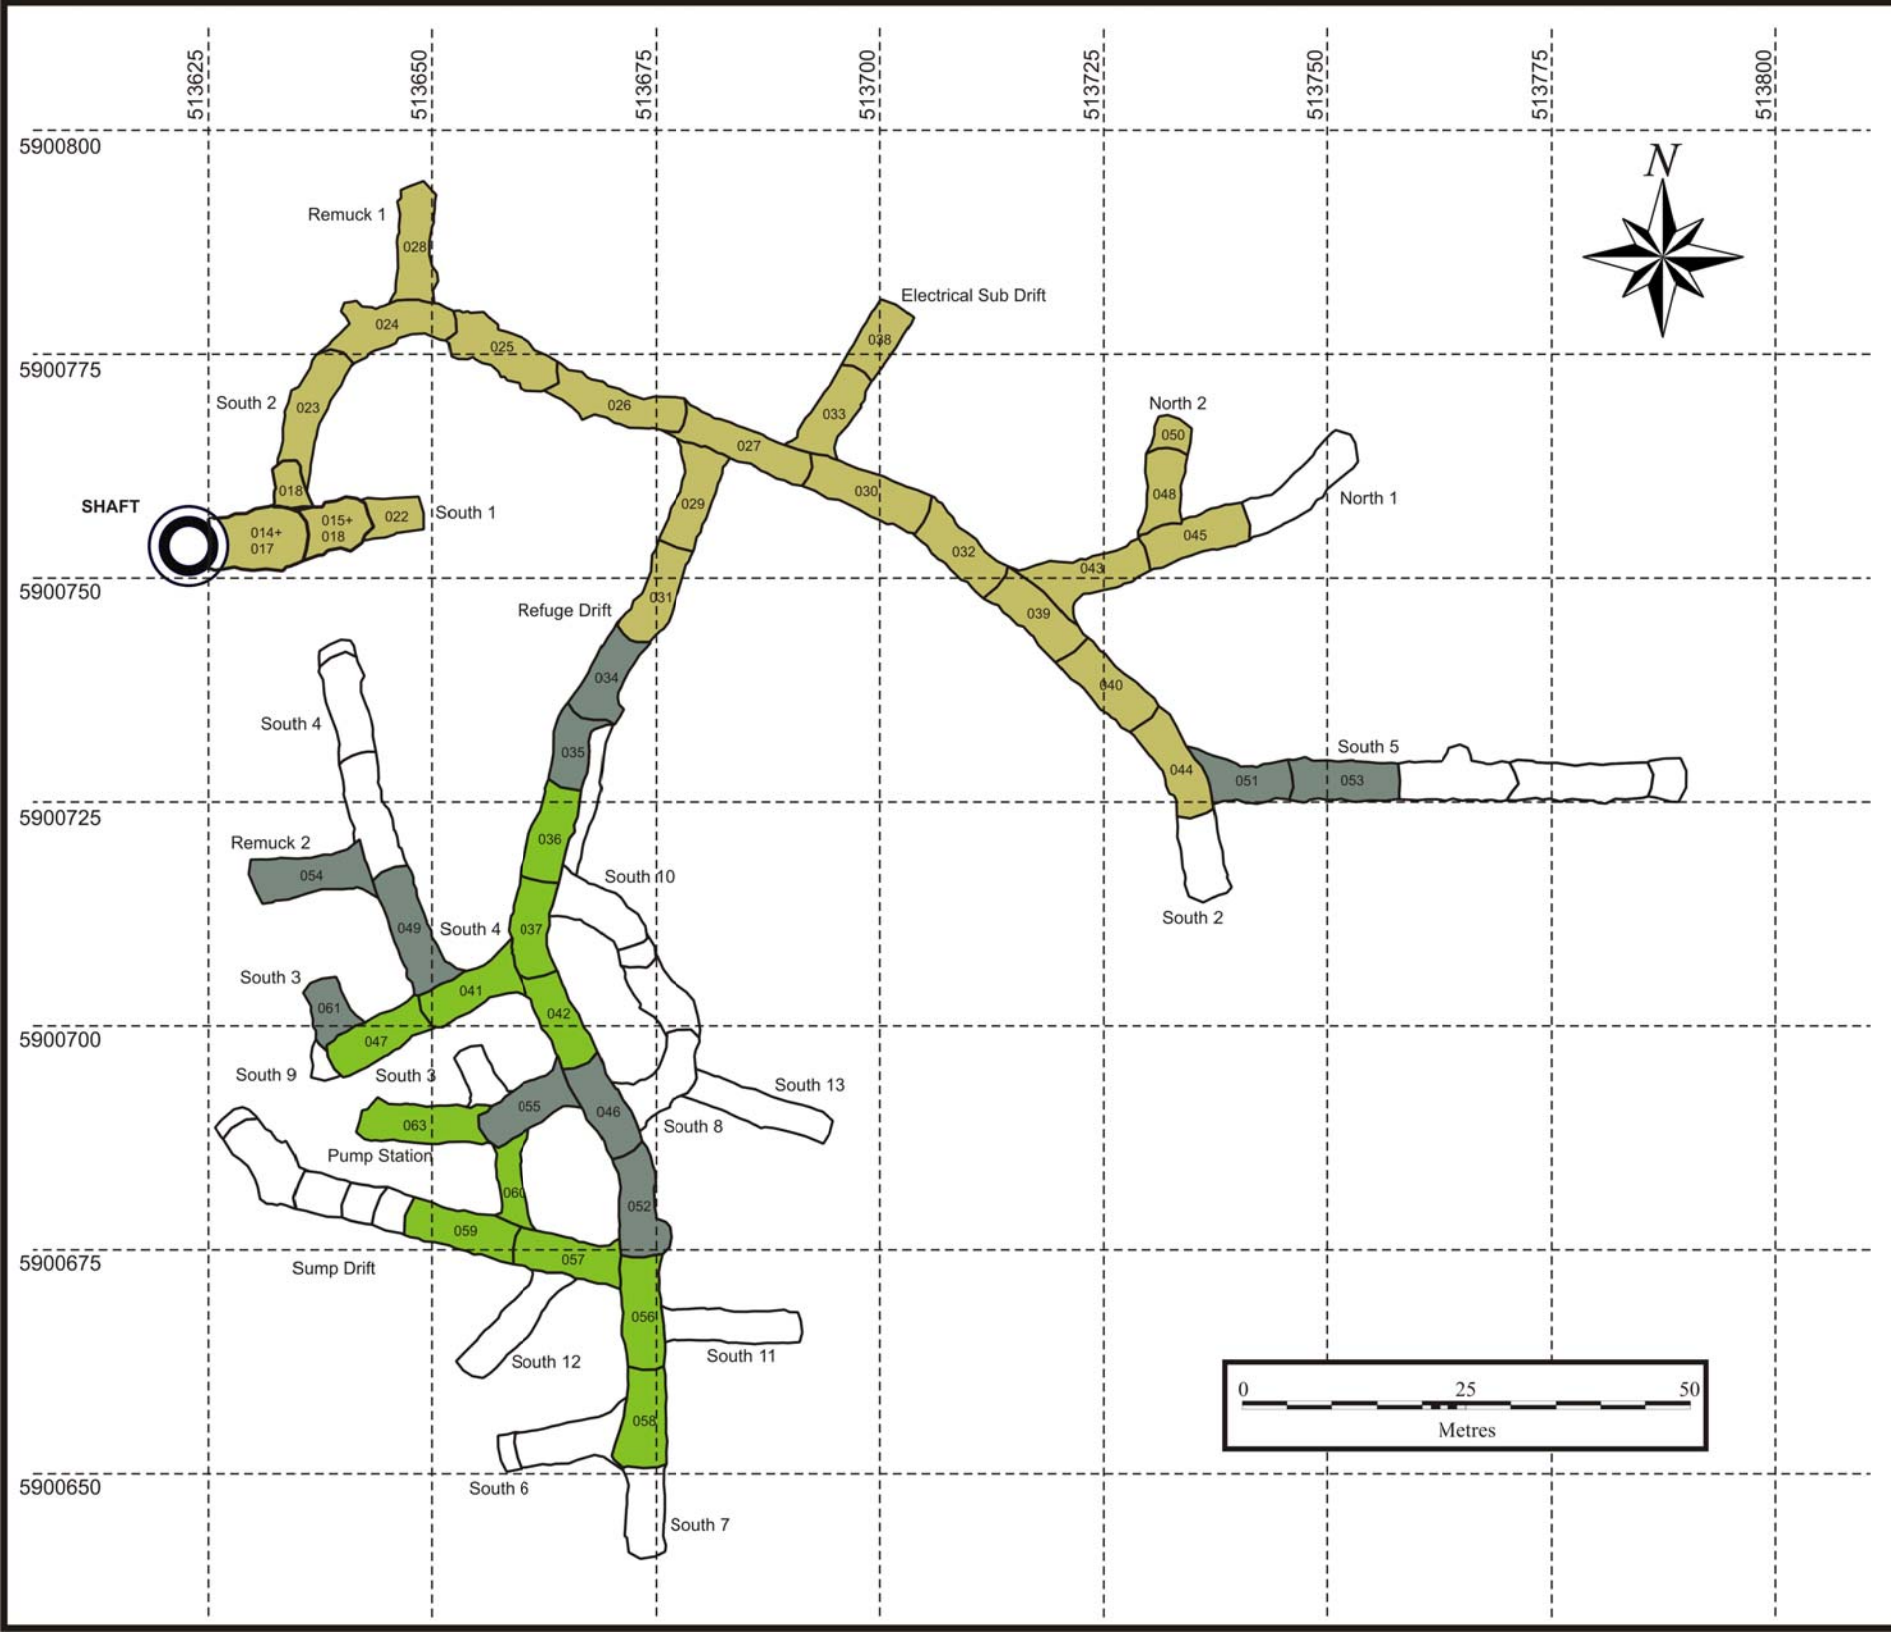 513625
513650
513675
513700
513725
513750
513775
513800
5900800
N
Remuck 1
028
Electrical Sub Drift
024
025
038
5900775
South 2
023
026
033
North 2
027
050
SHAFT
018
029
030
048
North 1
014+
017
015+
018
022
South 1
045
032
043
5900750
031
039
Refuge Drift
034
040
South 4
035
044
051
South 5
053
5900725
036
Remuck 2
054
South 10
South 2
049
South 4
037
South 3
061
041
042
5900700
047
South 9
South 3
South 13
055
046
063
South 8
Pump Station
060
052
059
057
5900675
Sump Drift
056
South 12
South 11
058
0 25 50
Metres
5900650
South 6
South 7